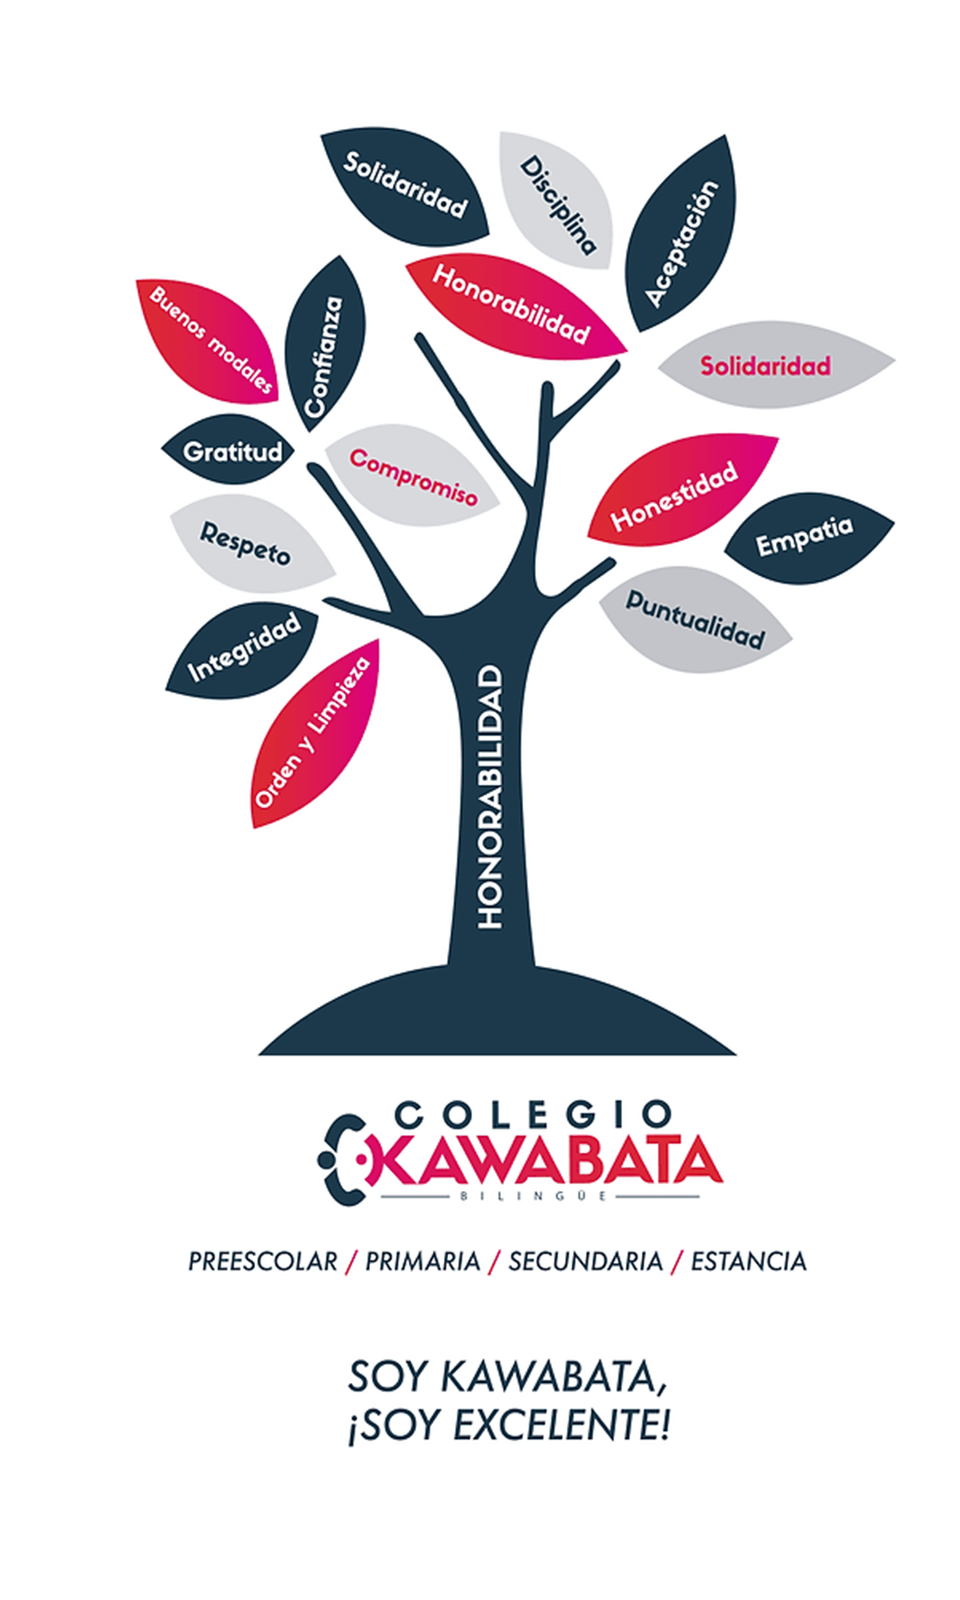 Solidaridad
Disciplina
Aceptación
Honorabilidad
Buenos modales
Confianza
Solidaridad
Gratitud
Compromiso
Honestidad
Empatia
Respeto
Puntualidad
Integridad
Orden y Limpieza
HONORABILIDAD
COLEGIO
KAWABATA
BILINGÜE
PREESCOLAR / PRIMARIA / SECUNDARIA / ESTANCIA
SOY KAWABATA,
¡SOY EXCELENTE!